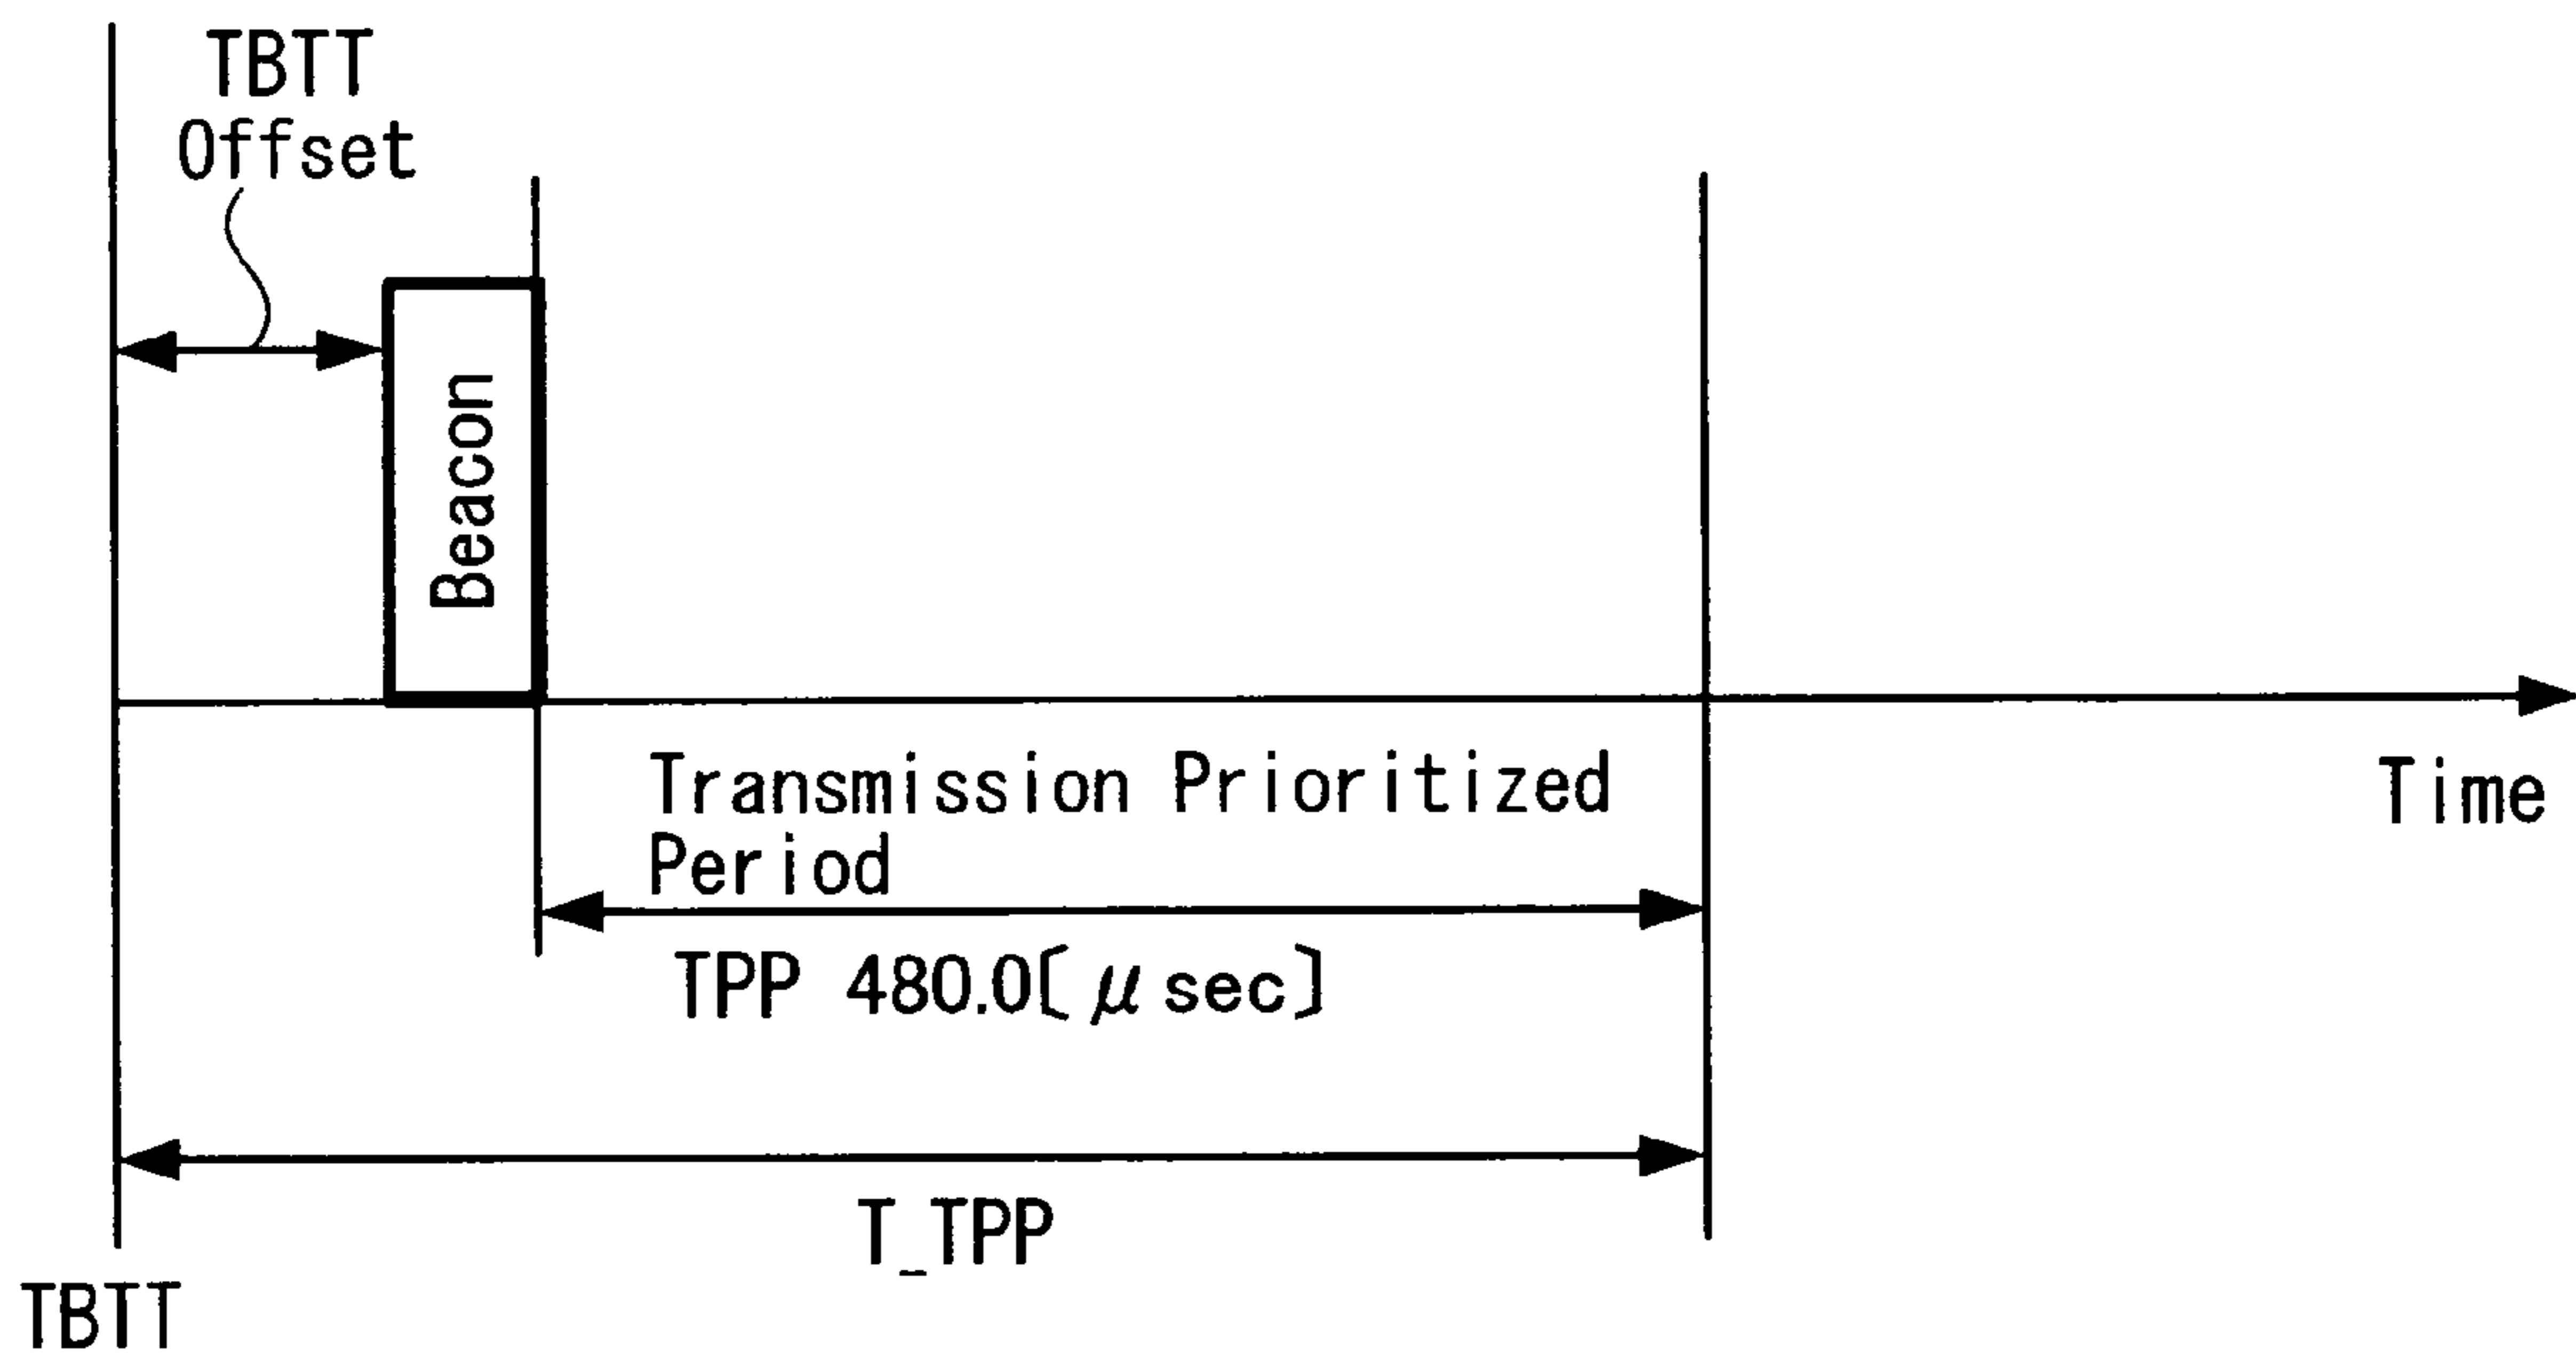 TBTT
Offset
Beacon
Transmission Prioritized
Period
Time
TPP 480.0〔μsec〕
T_TPP
TBTT